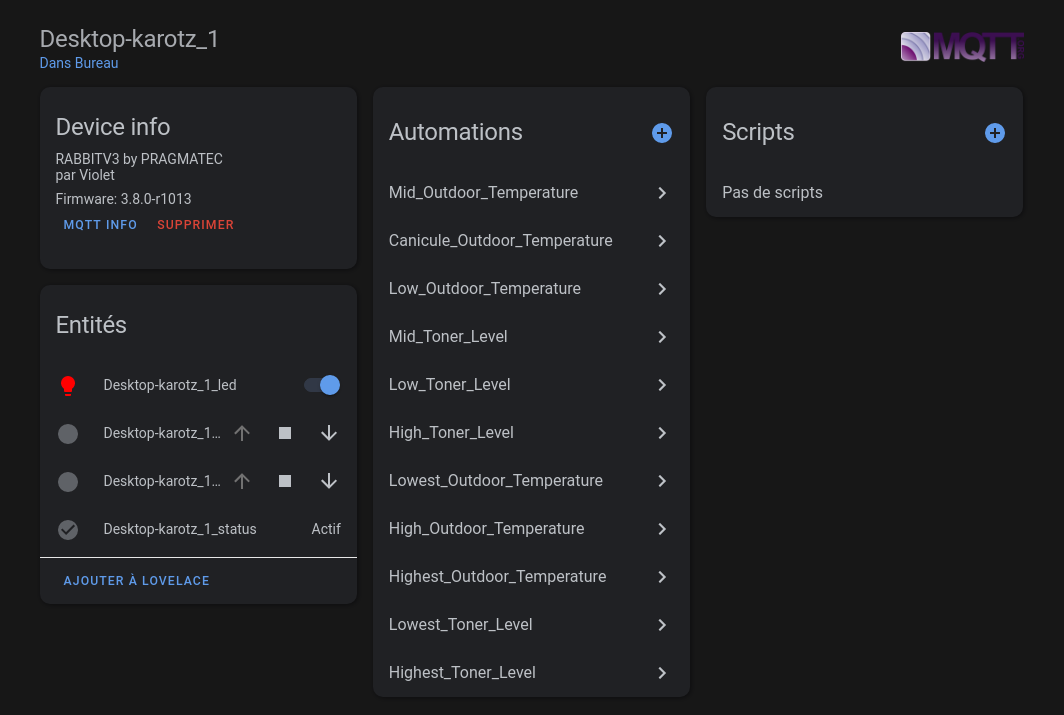 Desktop-karotz_1
Dans Bureau
MQTT
Device info
RABBITV3 by PRAGMATEC
par Violet
Firmware: 3.8.0-r1013
MQTT INFO SUPPRIMER
Entités
Desktop-karotz_1_led
Desktop-karotz_1…
Desktop-karotz_1…
Desktop-karotz_1_status Actif
AJOUTER À LOVELACE
Automations
Mid_Outdoor_Temperature
Canicule_Outdoor_Temperature
Low_Outdoor_Temperature
Mid_Toner_Level
Low_Toner_Level
High_Toner_Level
Lowest_Outdoor_Temperature
High_Outdoor_Temperature
Highest_Outdoor_Temperature
Lowest_Toner_Level
Highest_Toner_Level
Scripts
Pas de scripts